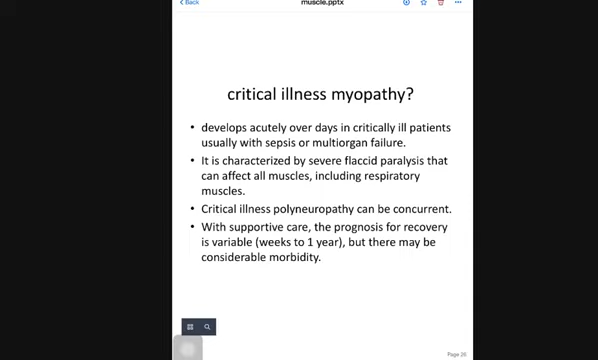 Back
muscle.pptx
critical illness myopathy?
• develops acutely over days in critically ill patients
usually with sepsis or multiorgan failure.
• It is characterized by severe flaccid paralysis that
can affect all muscles, including respiratory
muscles.
• Critical illness polyneuropathy can be concurrent.
• With supportive care, the prognosis for recovery
is variable (weeks to 1 year), but there may be
considerable morbidity.
Page 26